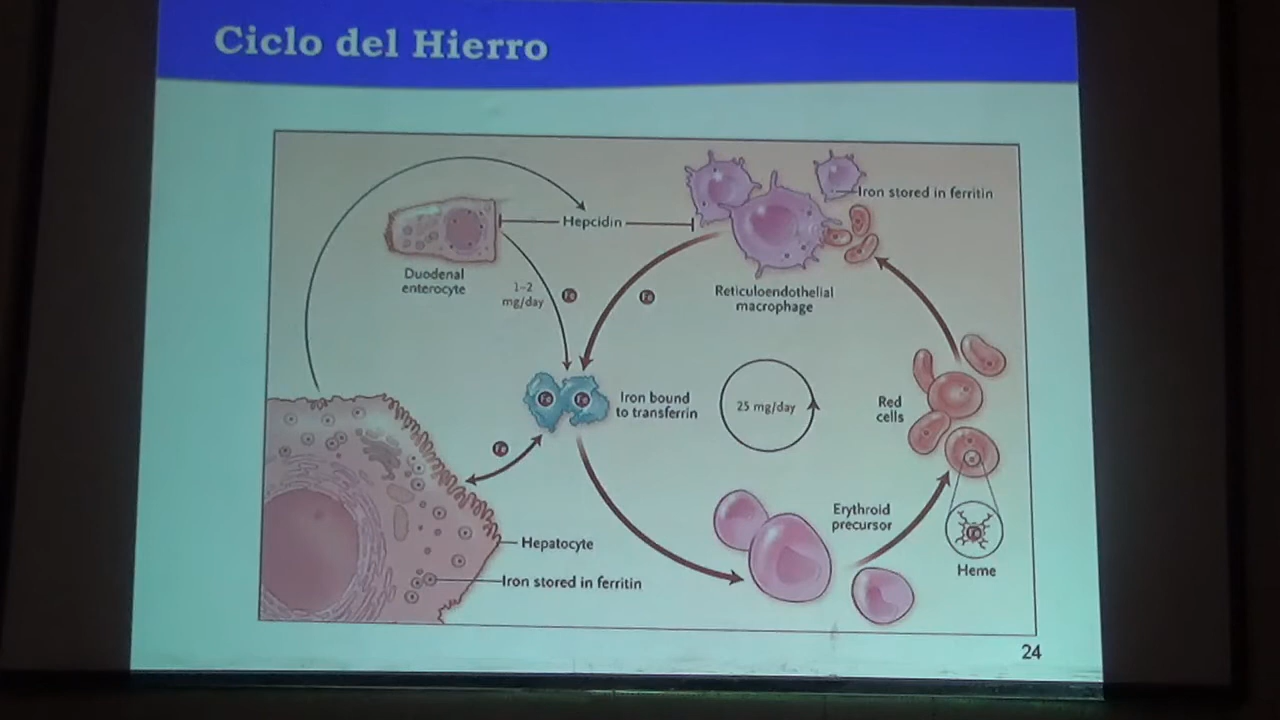 Ciclo del Hierro
Iron stored in ferritin
Hepcidin
Duodenal
enterocyte
1–2
mg/day
Fe
Fe
Reticuloendothelial
macrophage
Fe
Fe
Iron bound
to transferrin
25 mg/day
Red
cells
Fe
Erythroid
precursor
Hepatocyte
Fe
Heme
Iron stored in ferritin
24